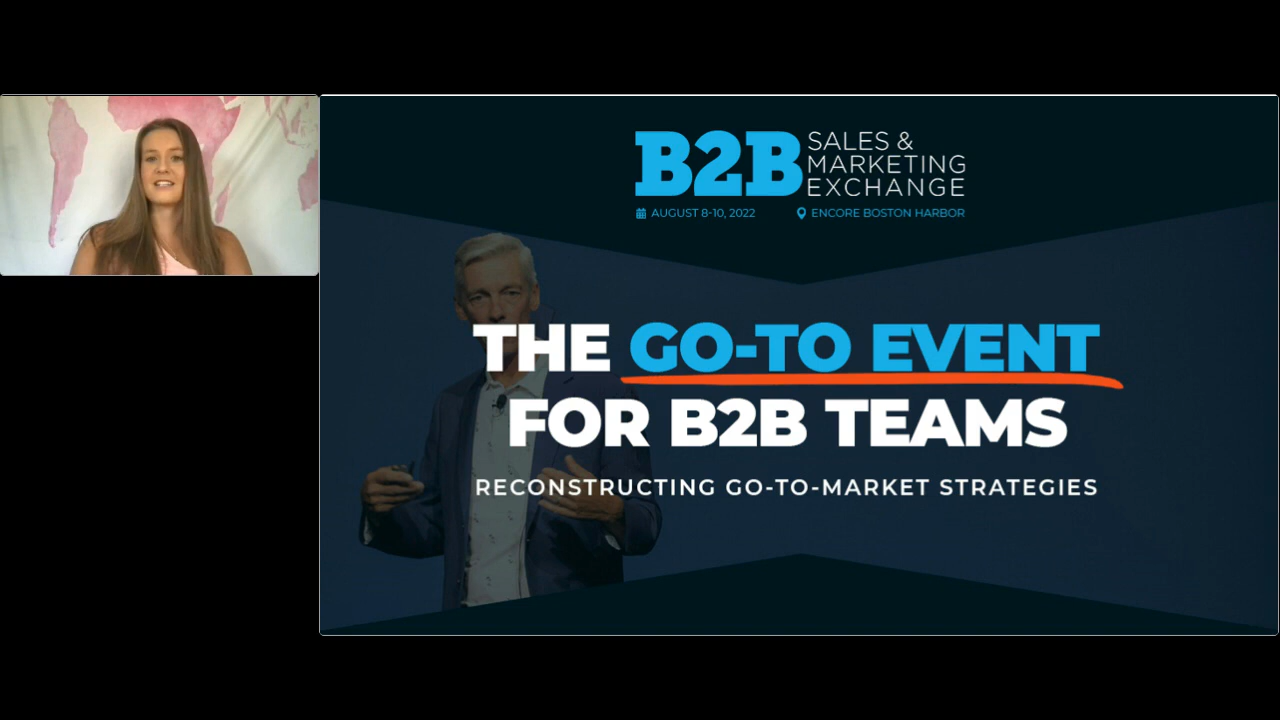 B2B SALES &
MARKETING
EXCHANGE
AUGUST 8-10, 2022 ENCORE BOSTON HARBOR
THE GO-TO EVENT
FOR B2B TEAMS
RECONSTRUCTING GO-TO-MARKET STRATEGIES